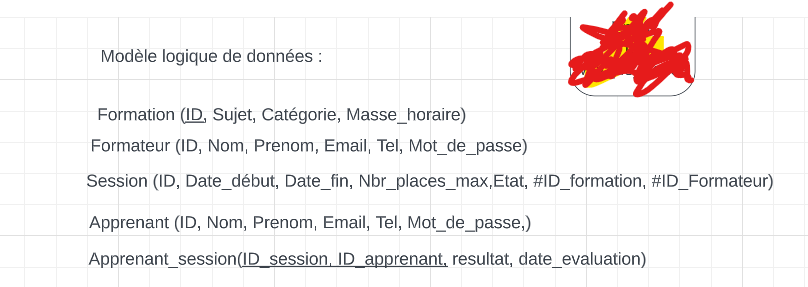 Modèle logique de données :
Formation (ID, Sujet, Catégorie, Masse_horaire)
Formateur (ID, Nom, Prenom, Email, Tel, Mot_de_passe)
Session (ID, Date_début, Date_fin, Nbr_places_max,Etat, #ID_formation, #ID_Formateur)
Apprenant (ID, Nom, Prenom, Email, Tel, Mot_de_passe,)
Apprenant_session(ID_session, ID_apprenant, resultat, date_evaluation)